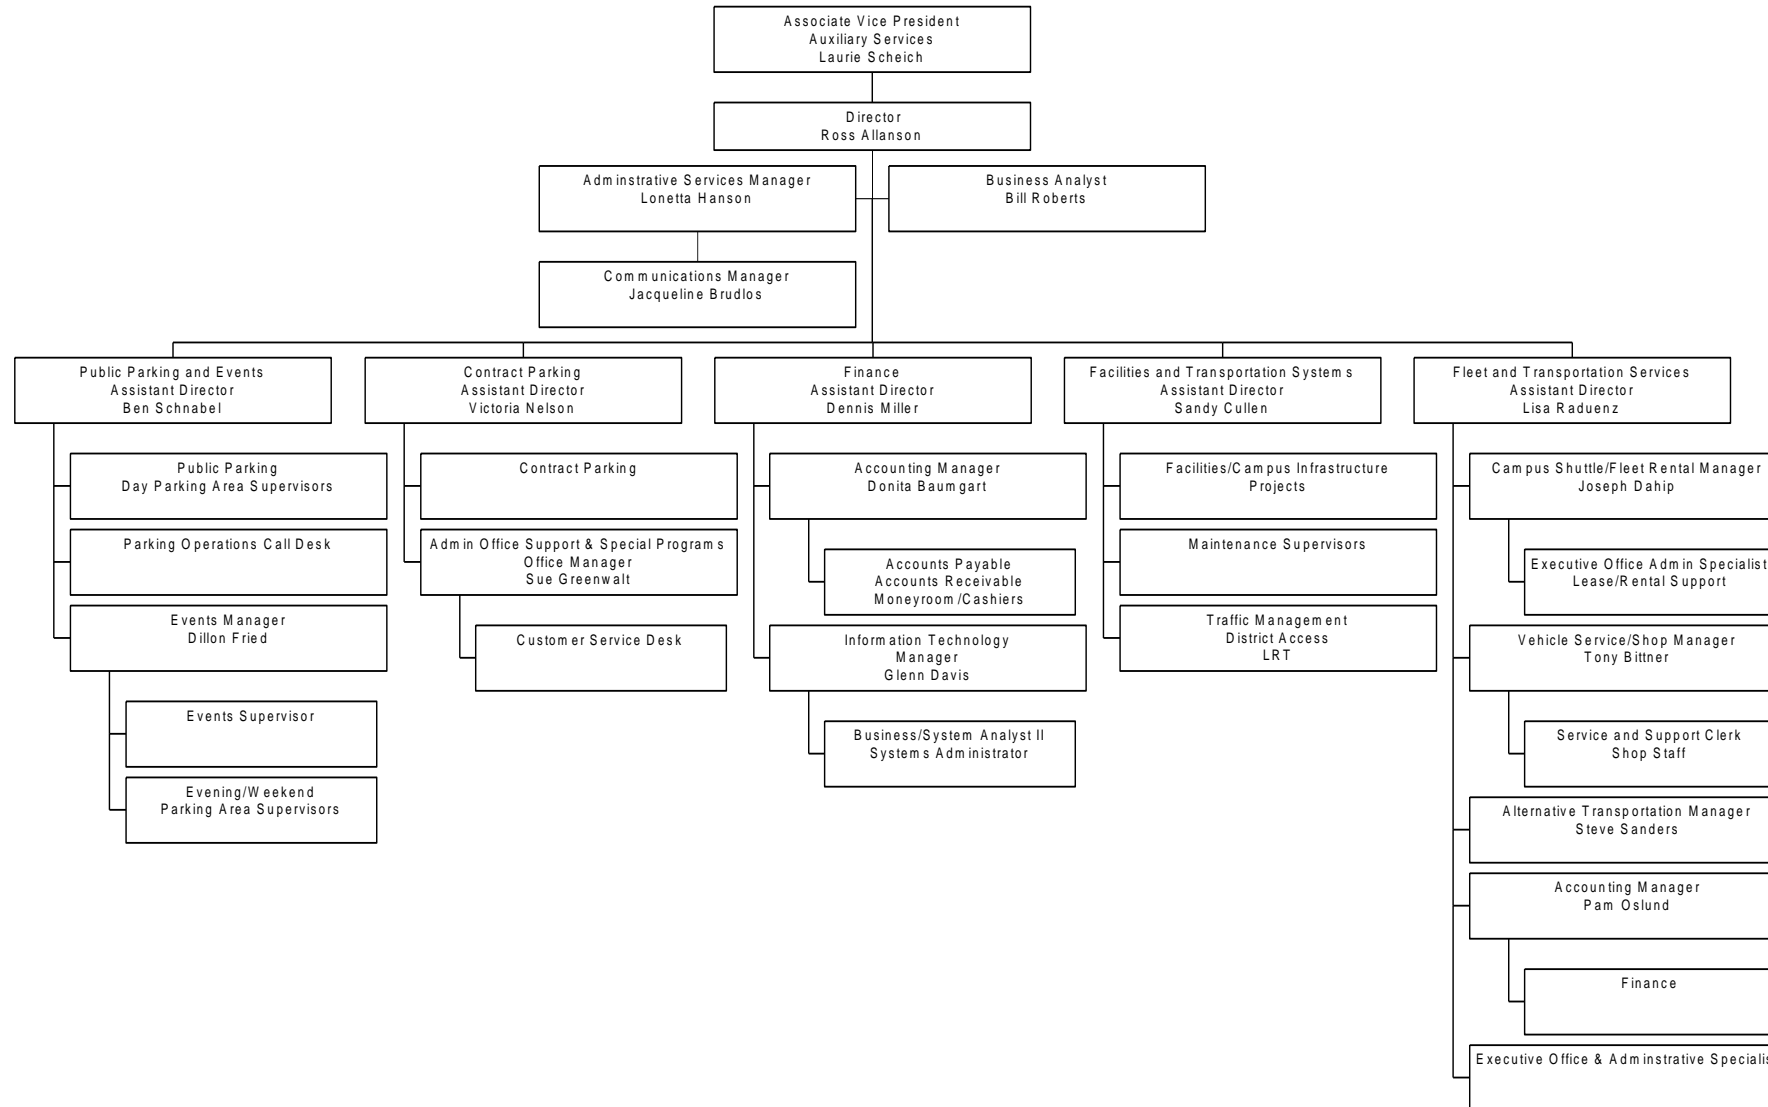 Associate Vice President
Auxiliary Services
Laurie Scheich
Director
Ross Allanson
Adminstrative Services Manager
Lonetta Hanson
Business Analyst
Bill Roberts
Communications Manager
Jacqueline Brudlos
Public Parking and Events
Assistant Director
Ben Schnabel
Public Parking
Day Parking Area Supervisors
Parking Operations Call Desk
Events Manager
Dillon Fried
Events Supervisor
Evening/Weekend
Parking Area Supervisors
Contract Parking
Assistant Director
Victoria Nelson
Contract Parking
Admin Office Support & Special Programs
Office Manager
Sue Greenwalt
Customer Service Desk
Finance
Assistant Director
Dennis Miller
Accounting Manager
Donita Baumgart
Accounts Payable
Accounts Receivable
Moneyroom/Cashiers
Information Technology
Manager
Glenn Davis
Business/System Analyst II
Systems Administrator
Facilities and Transportation Systems
Assistant Director
Sandy Cullen
Facilities/Campus Infrastructure
Projects
Maintenance Supervisors
Traffic Management
District Access
LRT
Fleet and Transportation Services
Assistant Director
Lisa Raduenz
Campus Shuttle/Fleet Rental Manager
Joseph Dahip
Executive Office Admin Specialist
Lease/Rental Support
Vehicle Service/Shop Manager
Tony Bittner
Service and Support Clerk
Shop Staff
Alternative Transportation Manager
Steve Sanders
Accounting Manager
Pam Oslund
Finance
Executive Office & Adminstrative Specialis